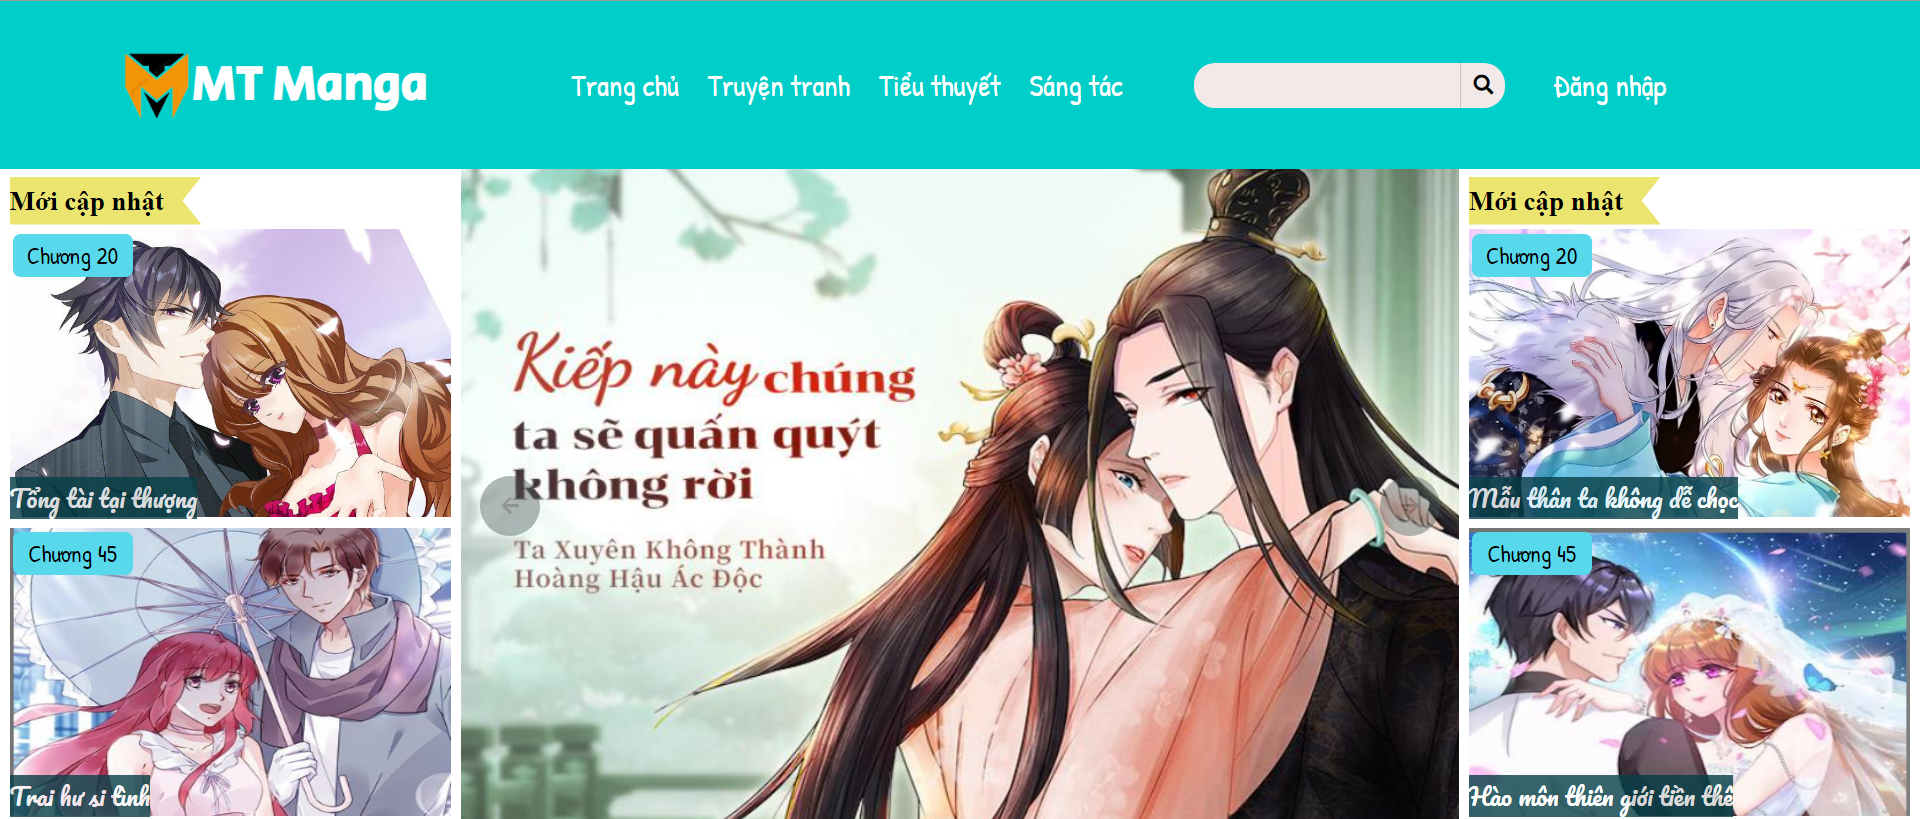 MT Manga
Trang chủ Truyện tranh Tiểu thuyết Sáng tác Đăng nhập
Mới cập nhật
Chương 20
Tổng tài tại thượng
Chương 45
Trai hư si tình
Kiếp này chúng
ta sẽ quấn quýt
không rời
Ta Xuyên Không Thành
Hoàng Hậu Ác Độc
Mới cập nhật
Chương 20
Mẫu thân ta không dễ chọc
Chương 45
Hào môn thiên giới tiền thê